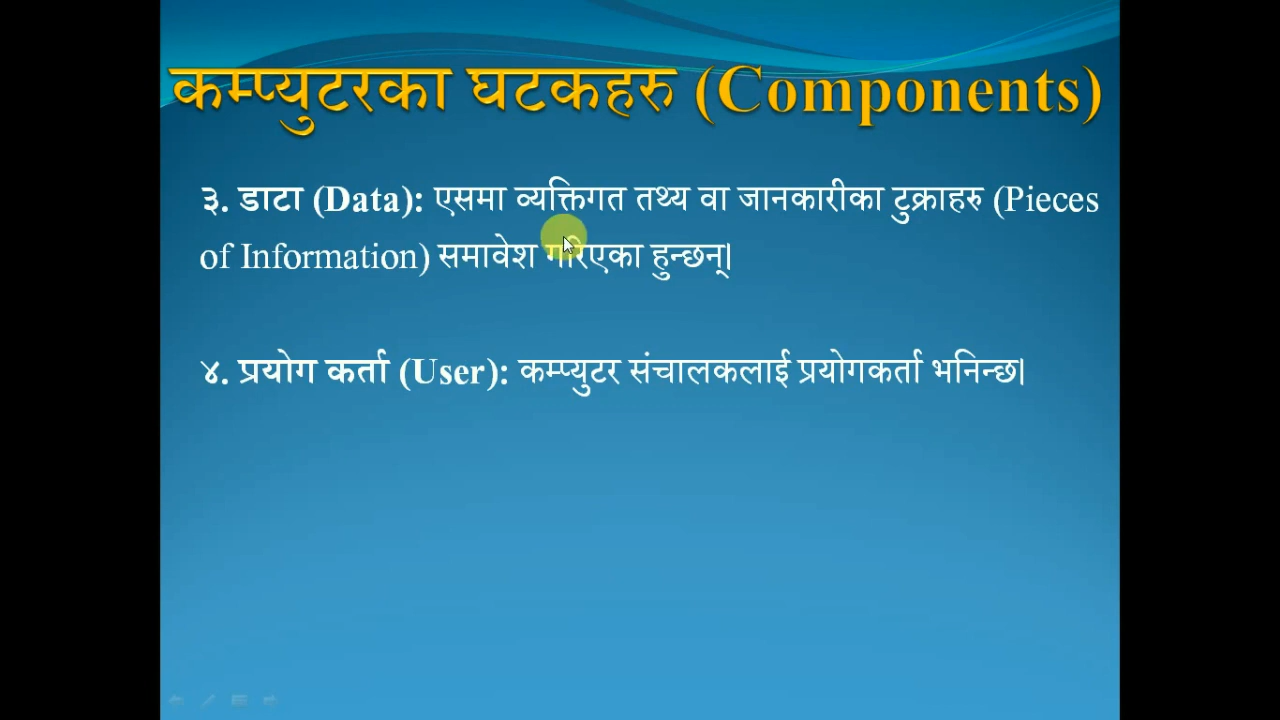 कम्प्युटरका घटकहरु (Components)
३. डाटा (Data): एसमा व्यक्तिगत तथ्य वा जानकारीका टुक्राहरु (Pieces
of Information) समावेश गरिएका हुन्छन्।
४. प्रयोग कर्ता (User): कम्प्युटर संचालकलाई प्रयोगकर्ता भनिन्छ।